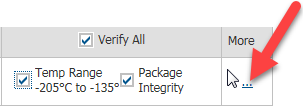 Verify All More
Temp Range Package ...
-205°C to -135° Integrity